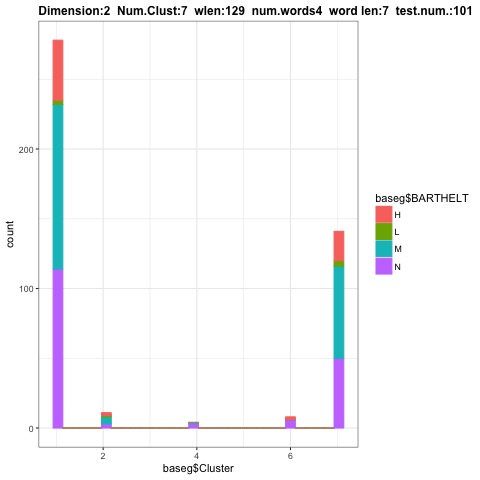 Dimension:2 Num.Clust:7 wlen:129 num.words4 word len:7 test.num.:101
200
100
0
count
2
4
6
baseg$Cluster
baseg$BARTHELT
H
L
M
N